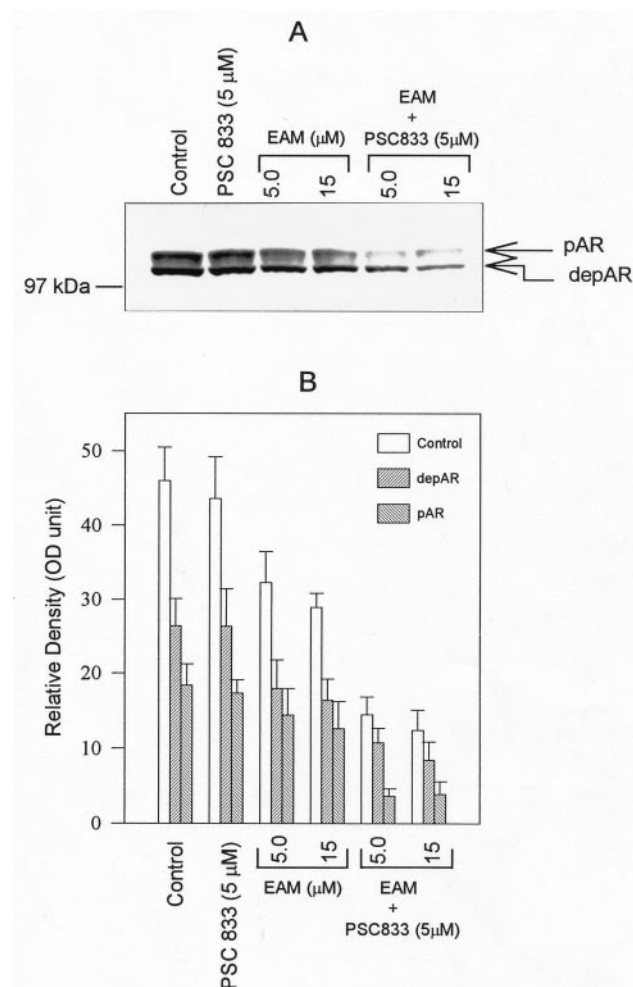 A
Control
PSC 833 (5 μM)
EAM (μM)
5.0
15
EAM
+
PSC833 (5μM)
5.0
15
pAR
depAR
97 kDa
B
Relative Density (OD unit)
50
40
30
20
10
0
Control
depAR
pAR
Control
PSC 833 (5 μM)
5.0
15
EAM (μM)
5.0
15
EAM
+
PSC833 (5μM)